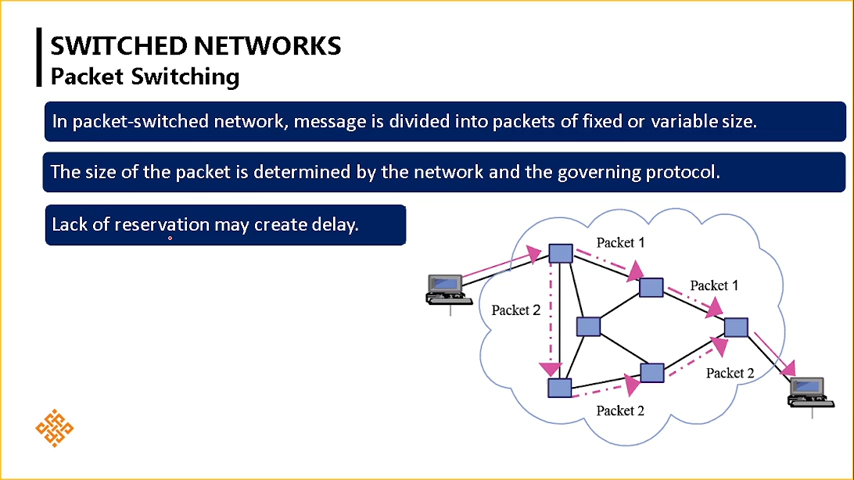 SWITCHED NETWORKS
Packet Switching
In packet-switched network, message is divided into packets of fixed or variable size.
The size of the packet is determined by the network and the governing protocol.
Lack of reservation may create delay.
Packet 1
Packet 1
Packet 2
Packet 2
Packet 2